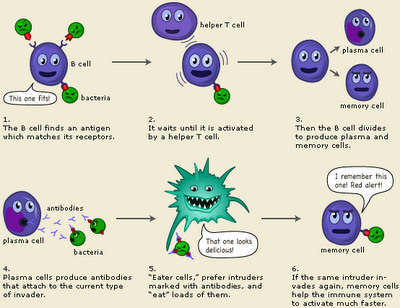 helper T cell
B cell
This one fits!
bacteria
plasma cell
memory cell
1.
The B cell finds an antigen
which matches its receptors.
2.
It waits until it is activated
by a helper T cell.
3.
Then the B cell divides
to produce plasma and
memory cells.
antibodies
plasma cell
bacteria
That one looks
delicious!
I remember this
one! Red alert!
memory cell
4.
Plasma cells produce antibodies
that attach to the current type
of invader.
5.
"Eater cells," prefer intruders
marked with antibodies, and
"eat" loads of them.
6.
If the same intruder in-
vades again, memory cells
help the immune system
to activate much faster.